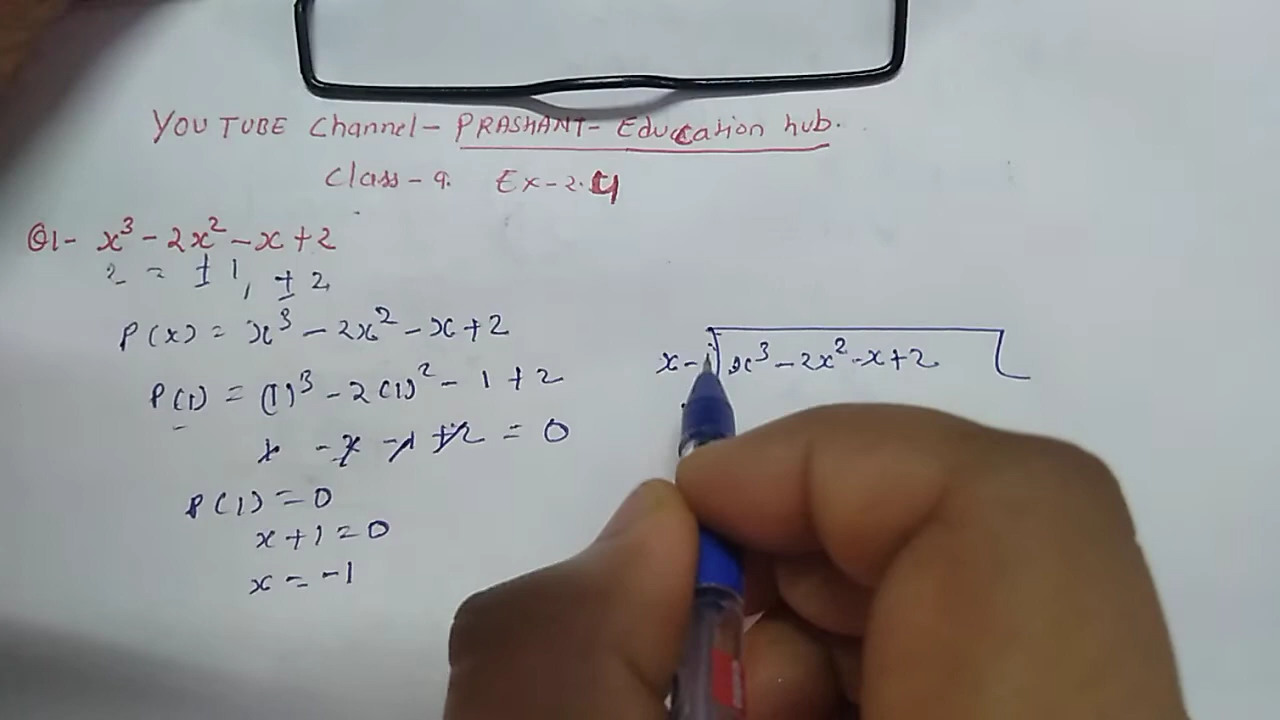 YOUTUBE Channel - PRASHANT - Education hub.
Class - 9. Ex - 2.4
Q1 - x³ - 2x² - x + 2
2 = ± 1, ± 2
P(x) = x³ - 2x² - x + 2
P(1) = (1)³ - 2(1)² - 1 + 2
1 - 2 - 1 + 2 = 0
P(1) = 0
x + 1 = 0
x = -1
x - 1 x³ - 2x² - x + 2